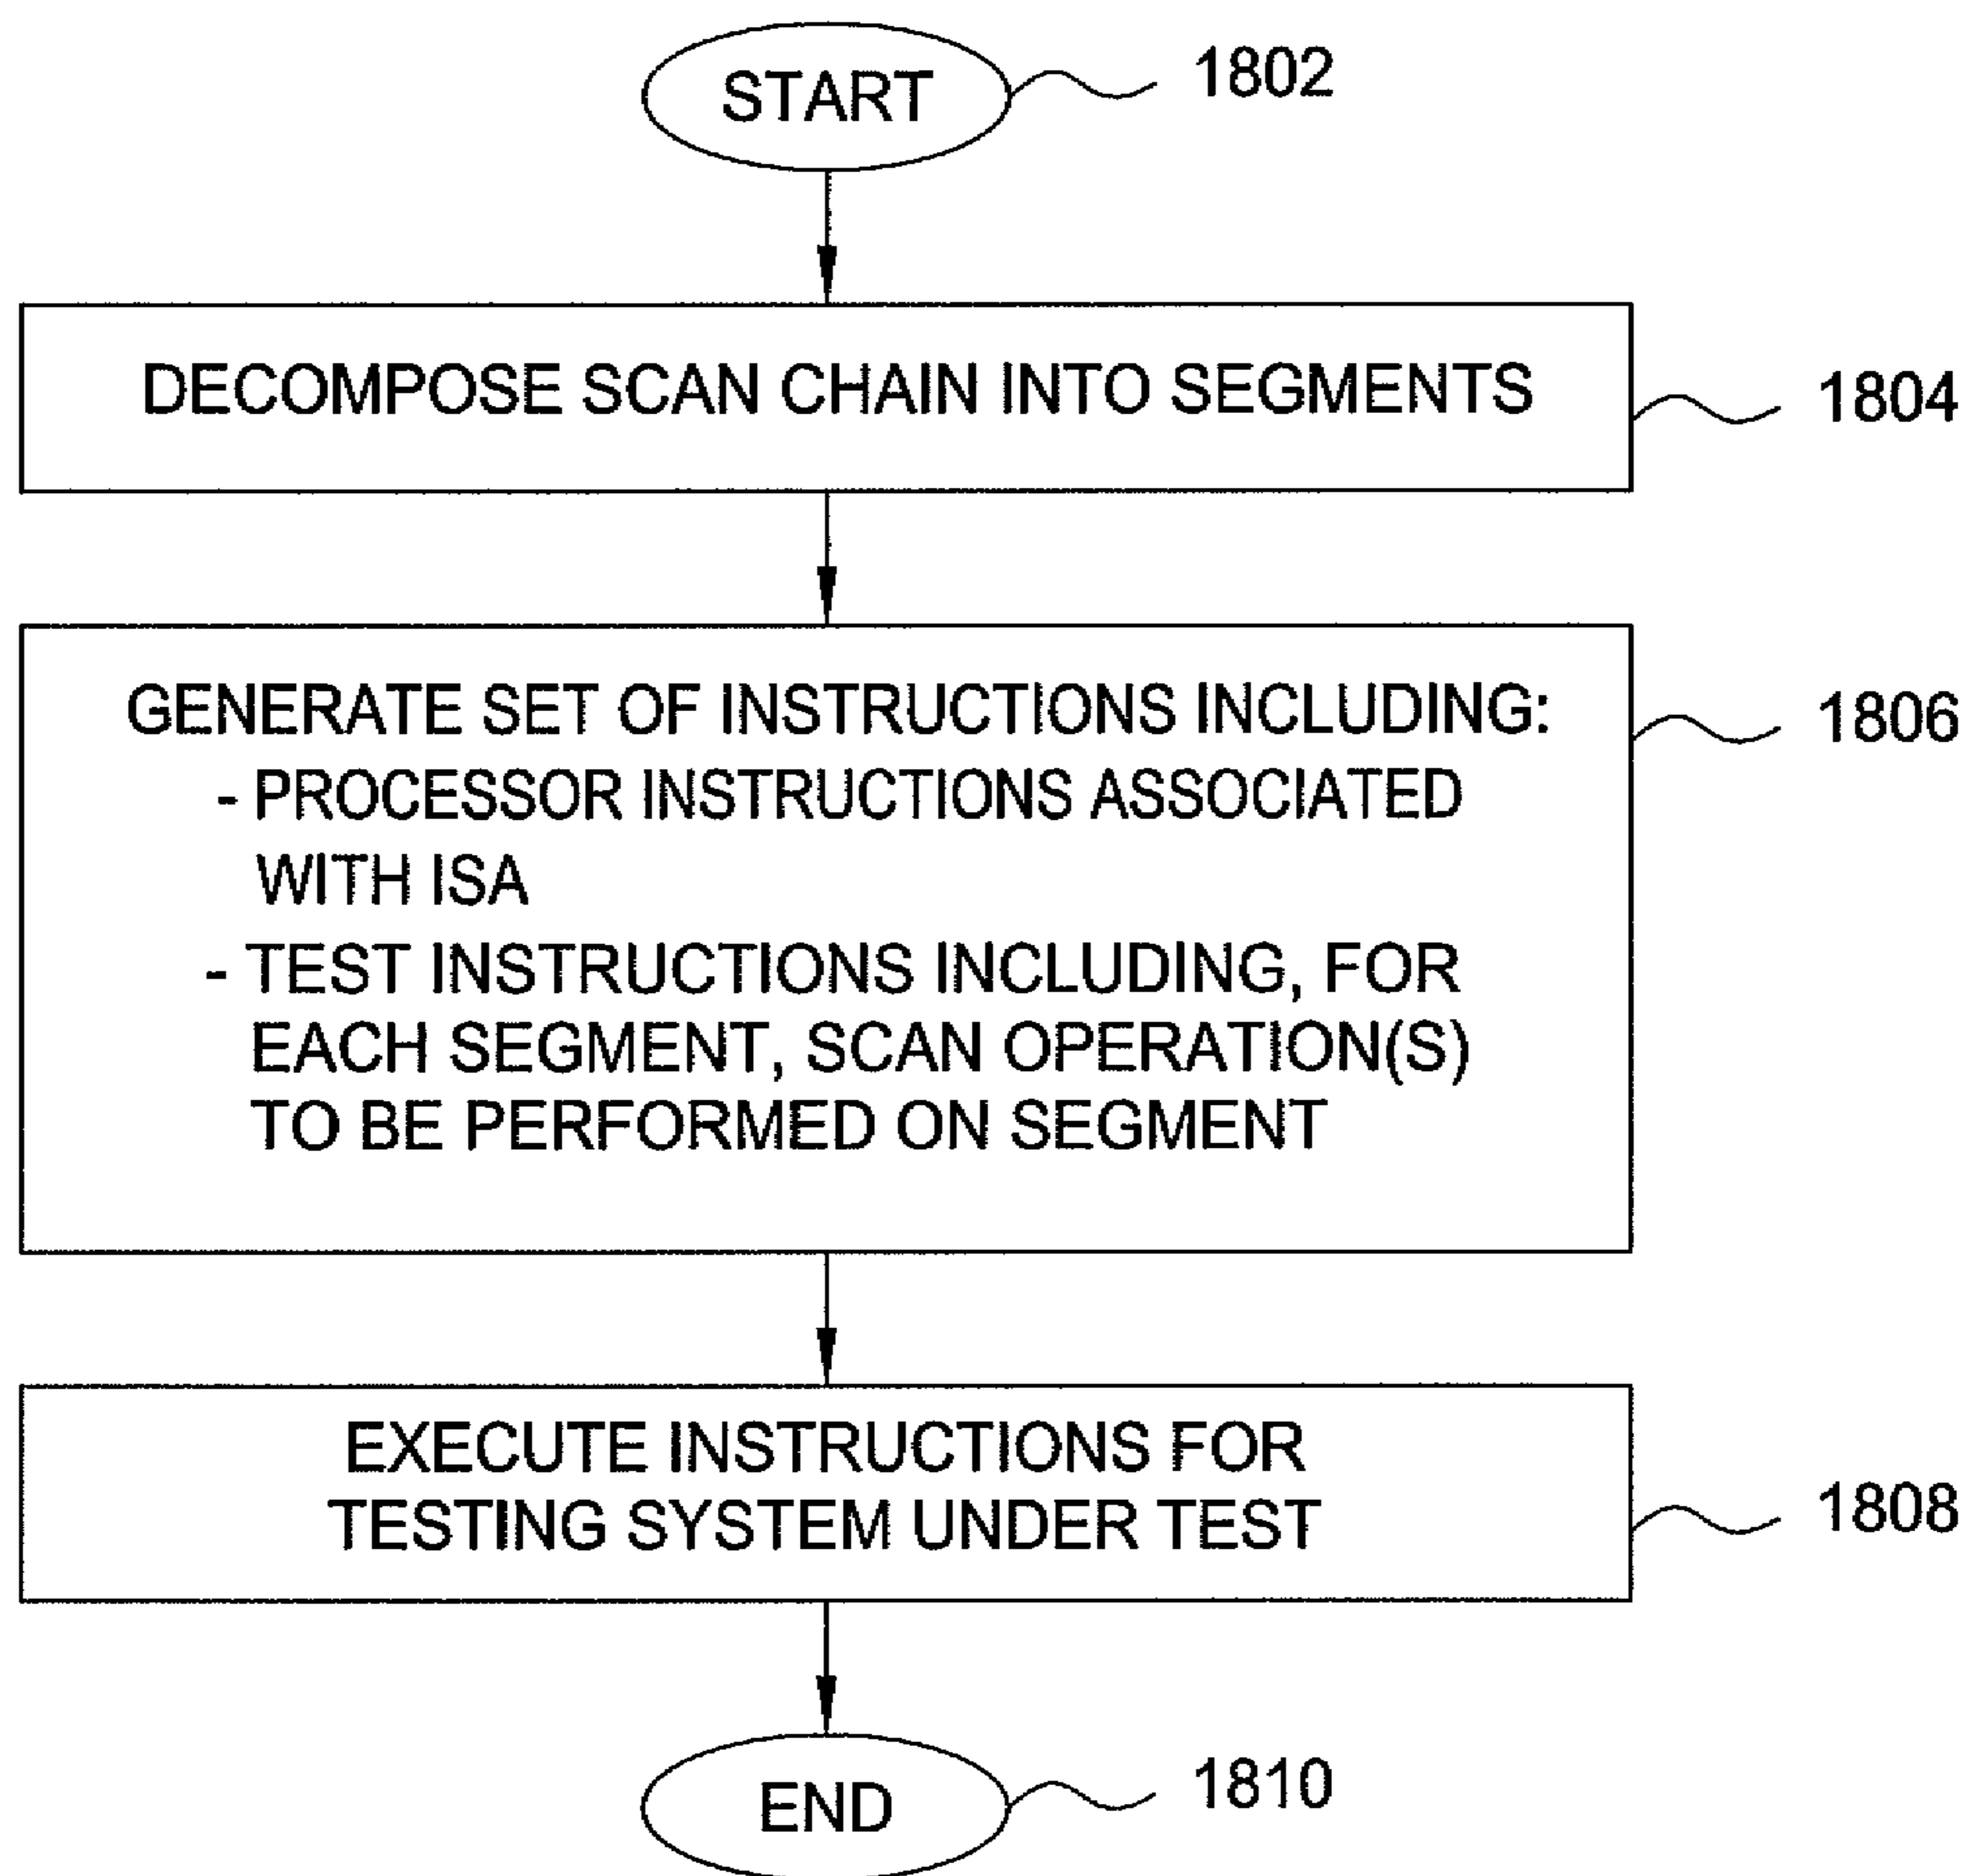 START
1802
DECOMPOSE SCAN CHAIN INTO SEGMENTS
1804
GENERATE SET OF INSTRUCTIONS INCLUDING:
- PROCESSOR INSTRUCTIONS ASSOCIATED
WITH ISA
- TEST INSTRUCTIONS INCLUDING, FOR
EACH SEGMENT, SCAN OPERATION(S)
TO BE PERFORMED ON SEGMENT
1806
EXECUTE INSTRUCTIONS FOR
TESTING SYSTEM UNDER TEST
1808
END
1810